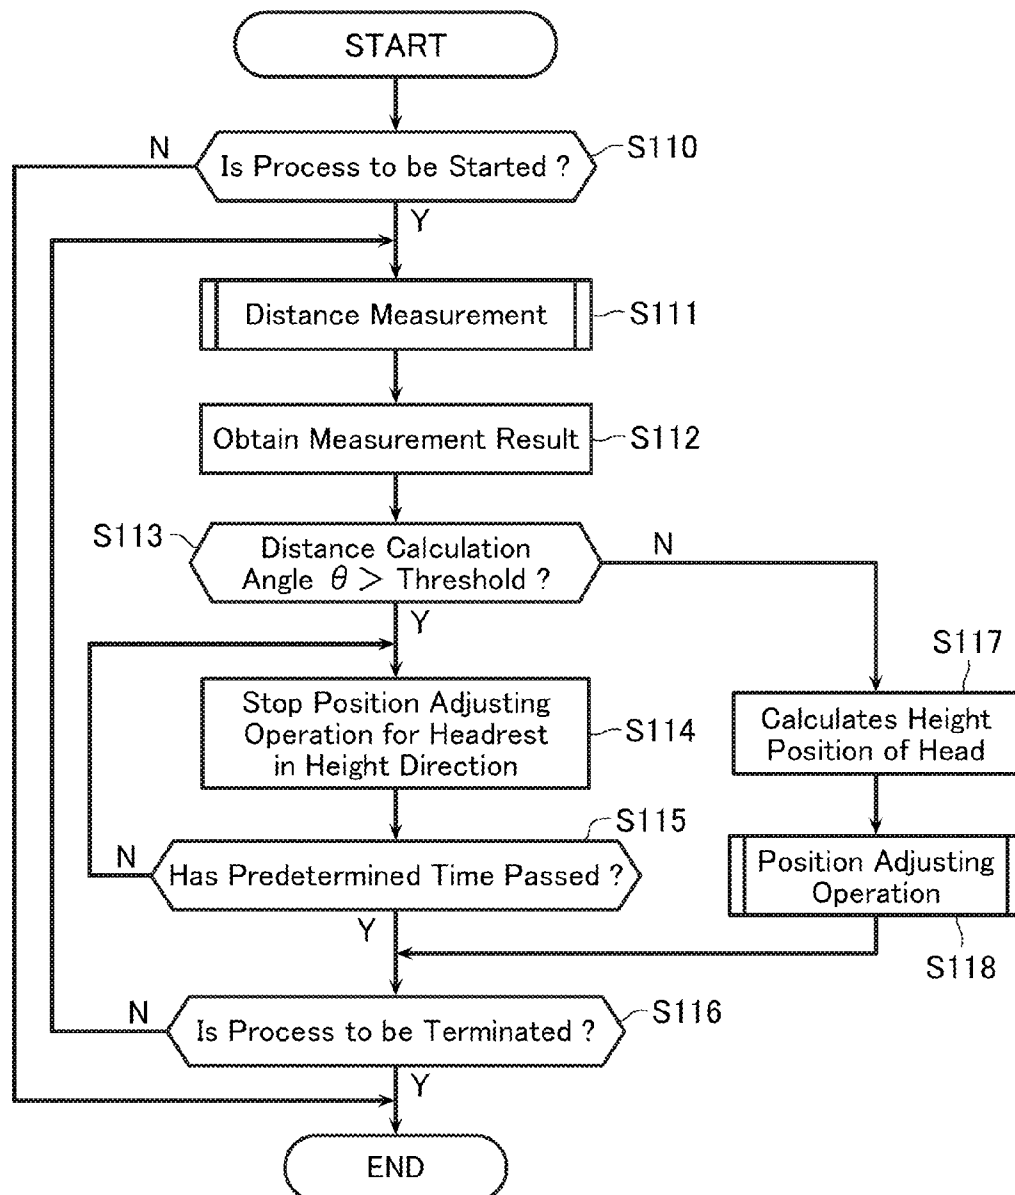 START
N
Is Process to be Started ?
S110
Y
Distance Measurement
S111
Obtain Measurement Result
S112
S113
Distance Calculation
Angle θ > Threshold ?
N
Y
S117
Stop Position Adjusting
Operation for Headrest
in Height Direction
S114
Calculates Height
Position of Head
S115
N
Has Predetermined Time Passed ?
Position Adjusting
Operation
Y
S118
N
Is Process to be Terminated ?
S116
Y
END